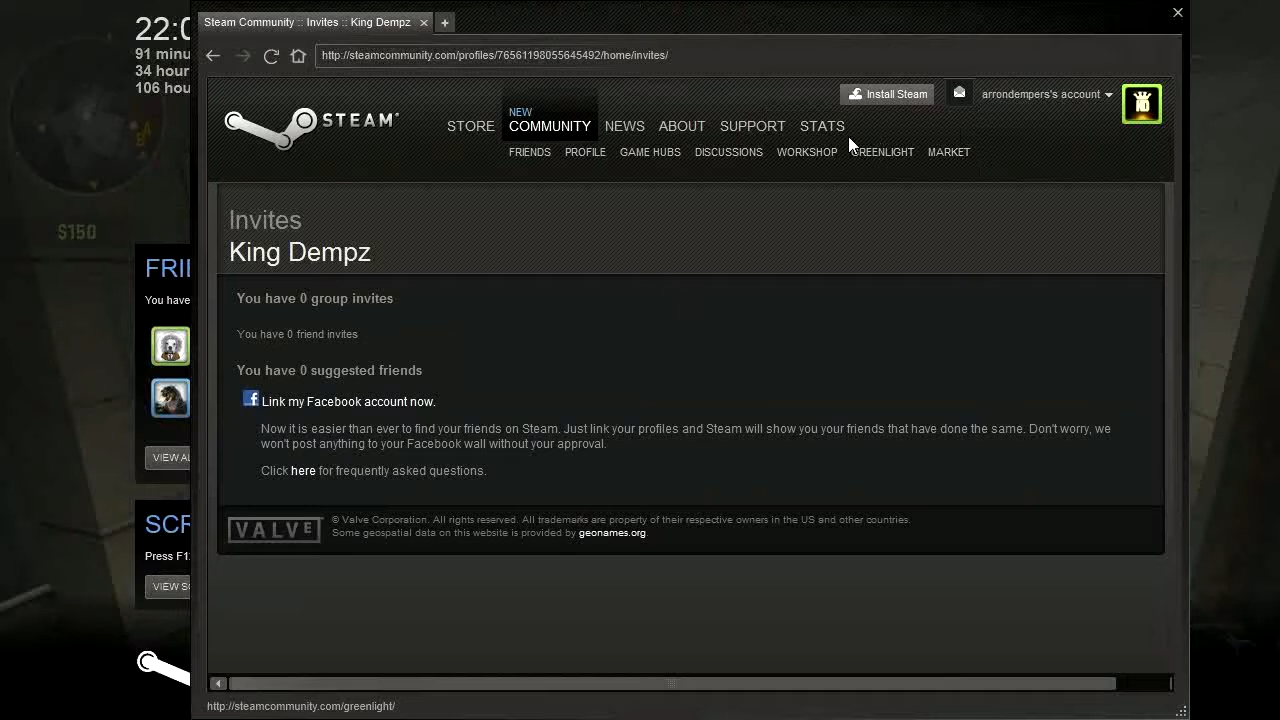 22:0
91 minu
34 hour
106 hou
$150
FRIE
You have
VIEW AL
SCR
Press F1
VIEW SC
Steam Community :: Invites :: King Dempz
http://steamcommunity.com/profiles/76561198055645492/home/invites/
Install Steam
arrondempers's account
STEAM
NEW
STORE COMMUNITY NEWS ABOUT SUPPORT STATS
FRIENDS PROFILE GAME HUBS DISCUSSIONS WORKSHOP GREENLIGHT MARKET
Invites
King Dempz
You have 0 group invites
You have 0 friend invites
You have 0 suggested friends
Link my Facebook account now.
Now it is easier than ever to find your friends on Steam. Just link your profiles and Steam will show you your friends that have done the same. Don't worry, we
won't post anything to your Facebook wall without your approval.
Click here for frequently asked questions.
VALVE
© Valve Corporation. All rights reserved. All trademarks are property of their respective owners in the US and other countries.
Some geospatial data on this website is provided by geonames.org.
http://steamcommunity.com/greenlight/